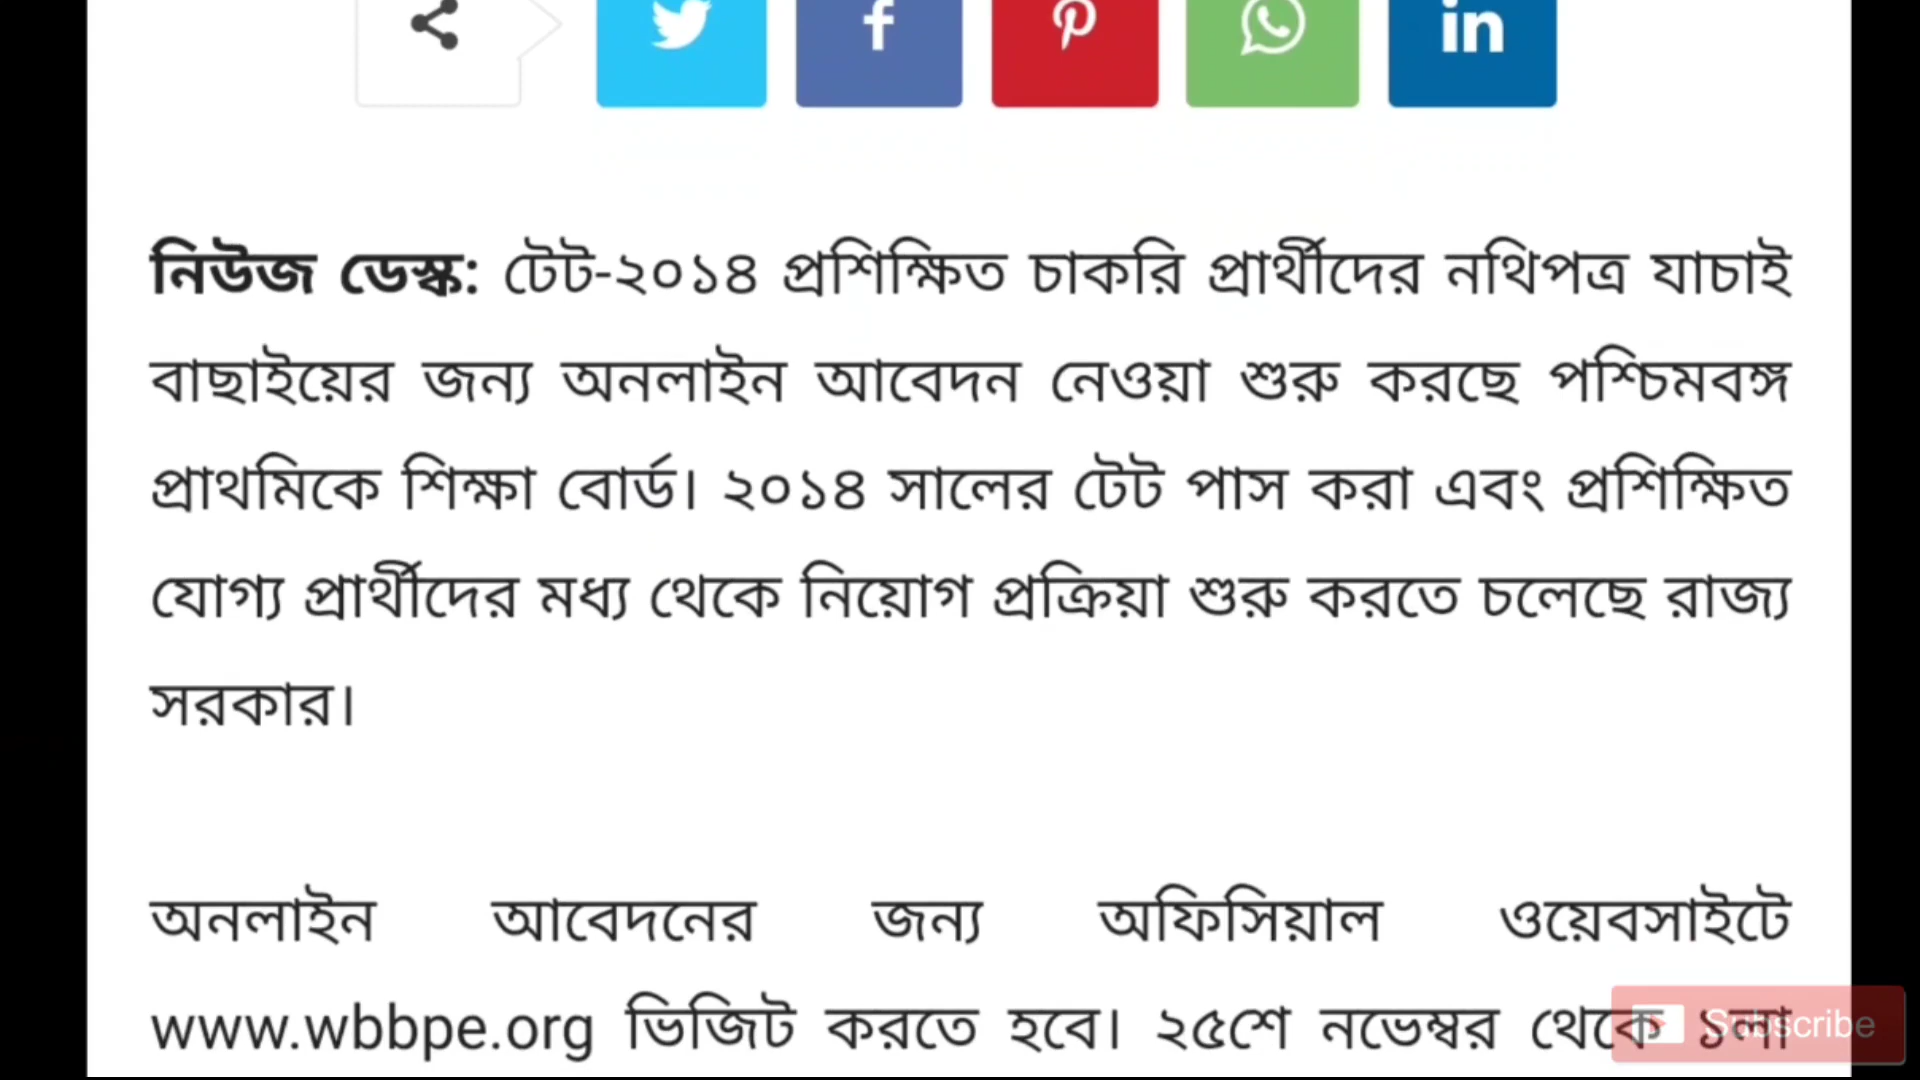 নিউজ ডেস্ক: টেট-২০১৪ প্রশিক্ষিত চাকরি প্রার্থীদের নথিপত্র যাচাই
বাছাইয়ের জন্য অনলাইন আবেদন নেওয়া শুরু করছে পশ্চিমবঙ্গ
প্রাথমিকে শিক্ষা বোর্ড। ২০১৪ সালের টেট পাস করা এবং প্রশিক্ষিত
যোগ্য প্রার্থীদের মধ্য থেকে নিয়োগ প্রক্রিয়া শুরু করতে চলেছে রাজ্য
সরকার।
অনলাইন আবেদনের জন্য অফিসিয়াল ওয়েবসাইটে
www.wbbpe.org ভিজিট করতে হবে। ২৫শে নভেম্বর থেকে ১লা
Subscribe